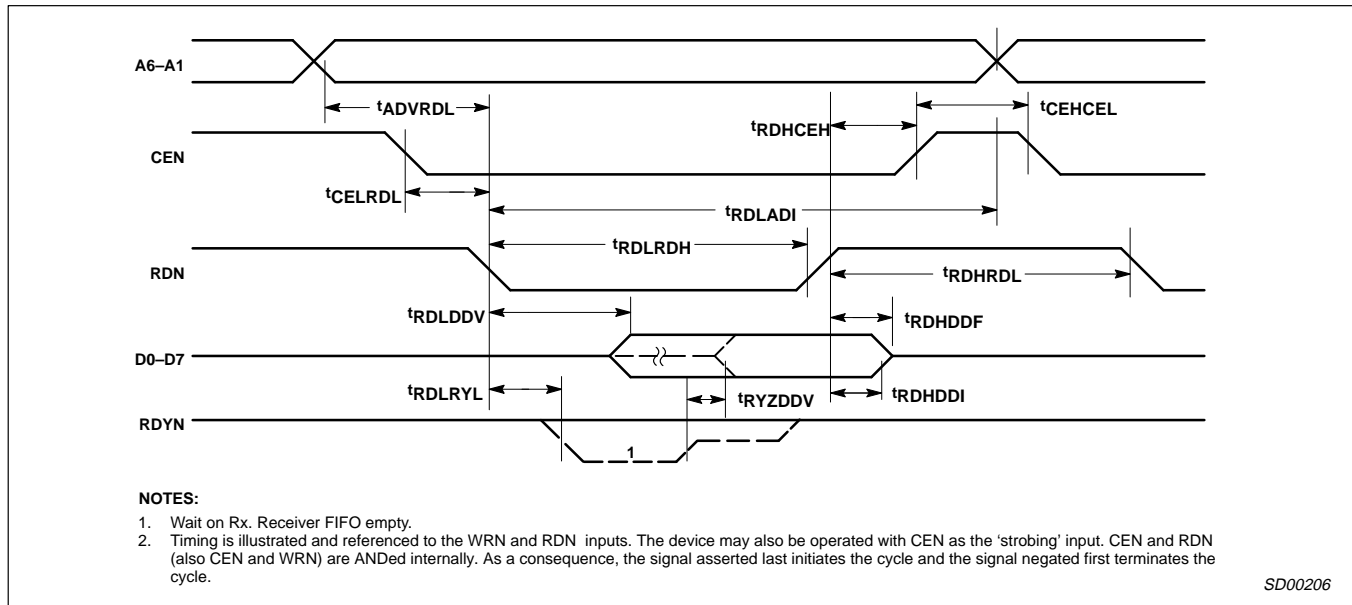 A6–A1
tADVRDL
tCEHCEL
tRDHCEH
CEN
tCELRDL
tRDLADI
tRDLRDH
RDN
tRDHRDL
tRDLDDV
tRDHDDF
D0–D7
tRDLRYL
tRYZDDV
tRDHDDI
RDYN
1
NOTES:
1. Wait on Rx. Receiver FIFO empty.
2. Timing is illustrated and referenced to the WRN and RDN inputs. The device may also be operated with CEN as the ‘strobing’ input. CEN and RDN
(also CEN and WRN) are ANDed internally. As a consequence, the signal asserted last initiates the cycle and the signal negated first terminates the
cycle.
SD00206